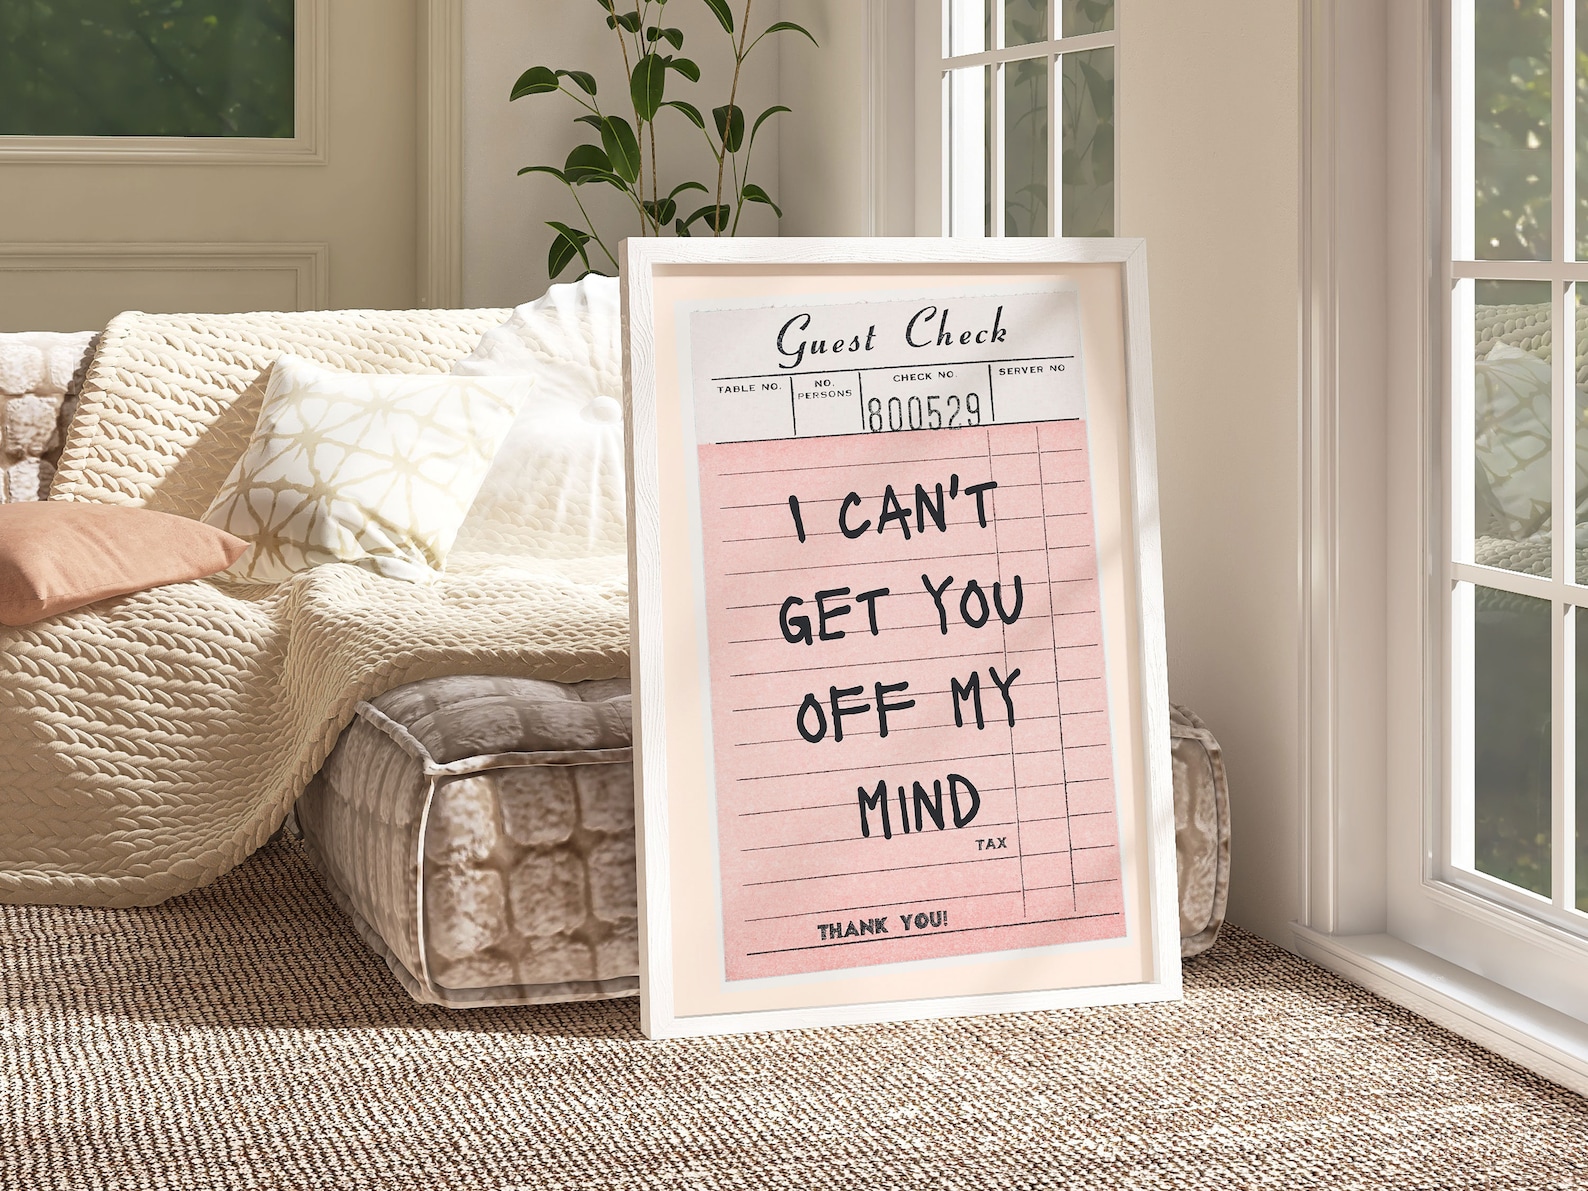 Guest Check
TABLE NO.
NO.
PERSONS
CHECK NO.
SERVER NO
800529
I CAN'T
GET YOU
OFF MY
MIND
TAX
THANK YOU!